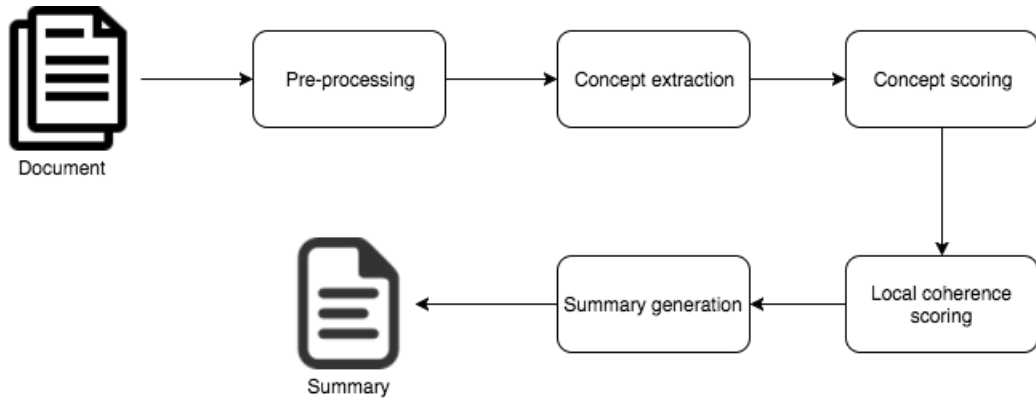 Document
Pre-processing
Concept extraction
Concept scoring
Local coherence
scoring
Summary generation
Summary